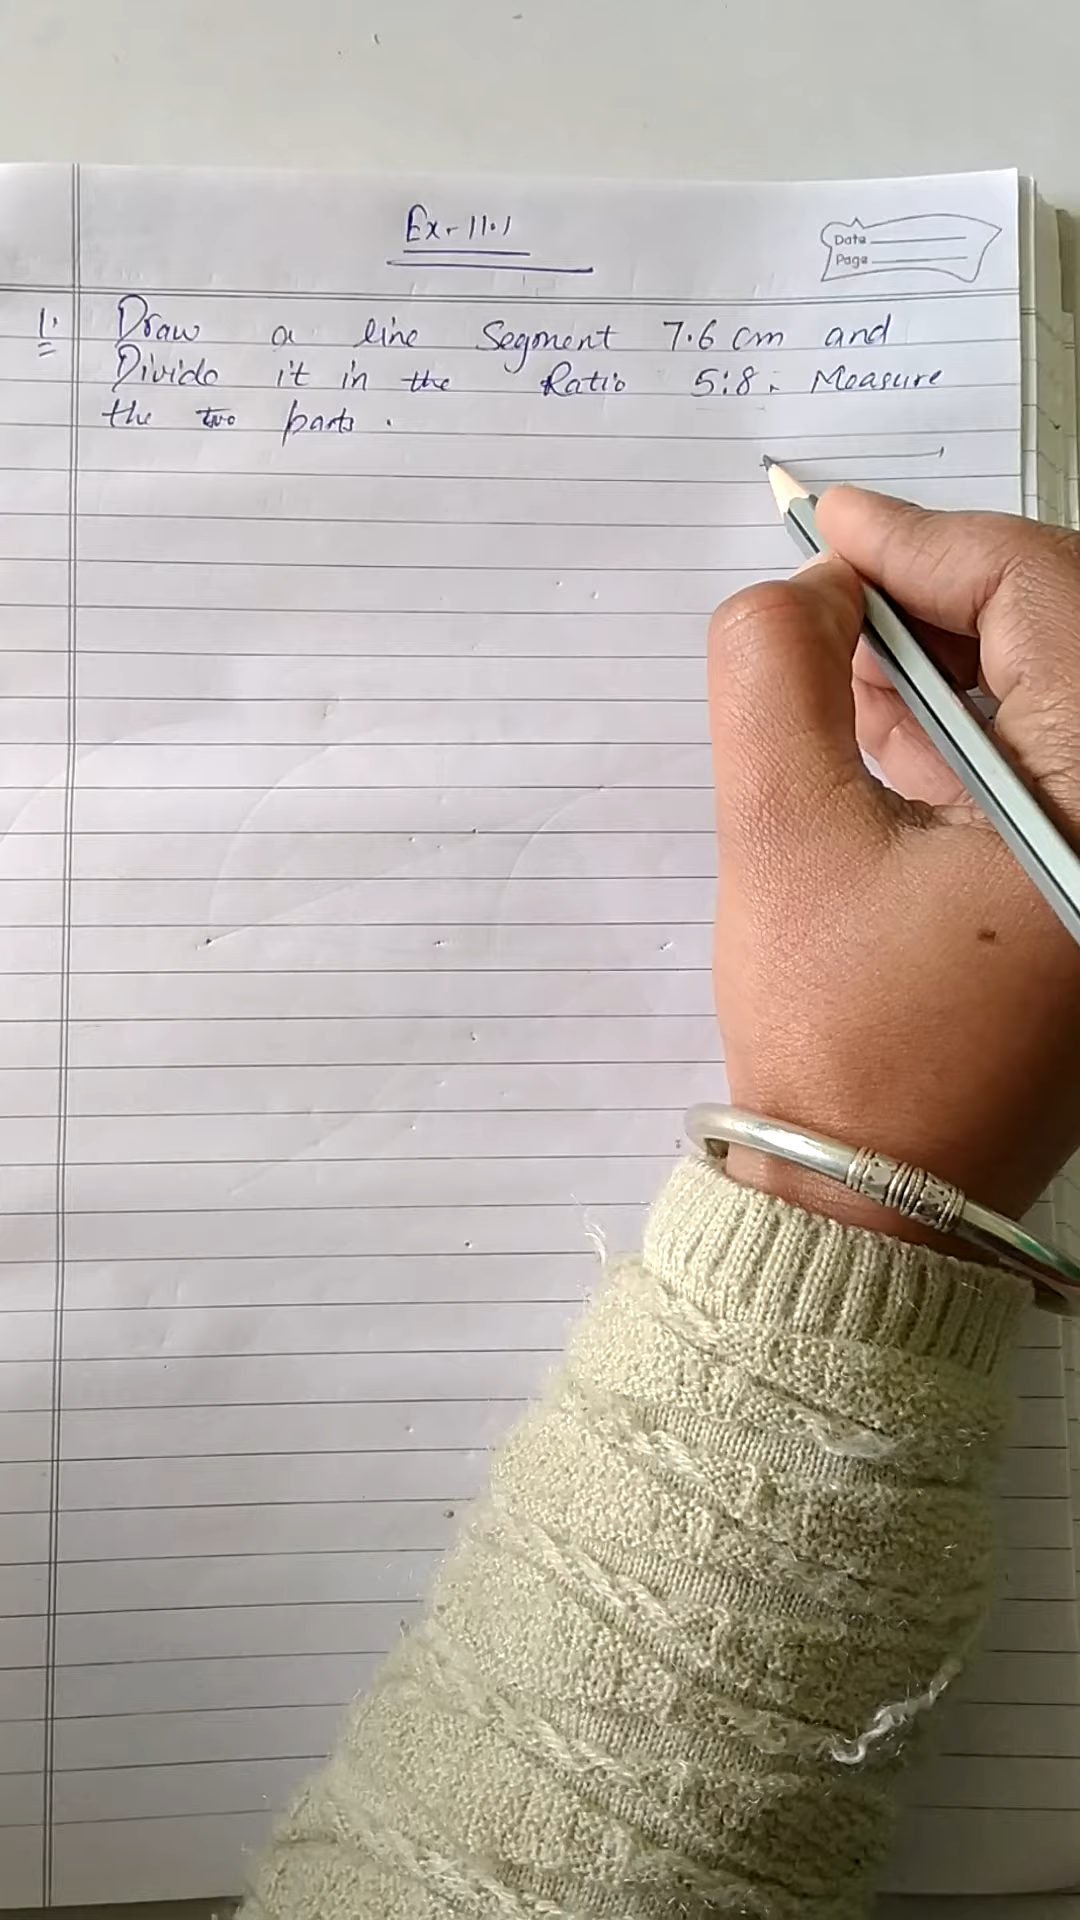 Ex-11.1
Date
Page
1. Draw a line Segment 7.6 cm and
Divide it in the Ratio 5:8. Measure
the two parts.